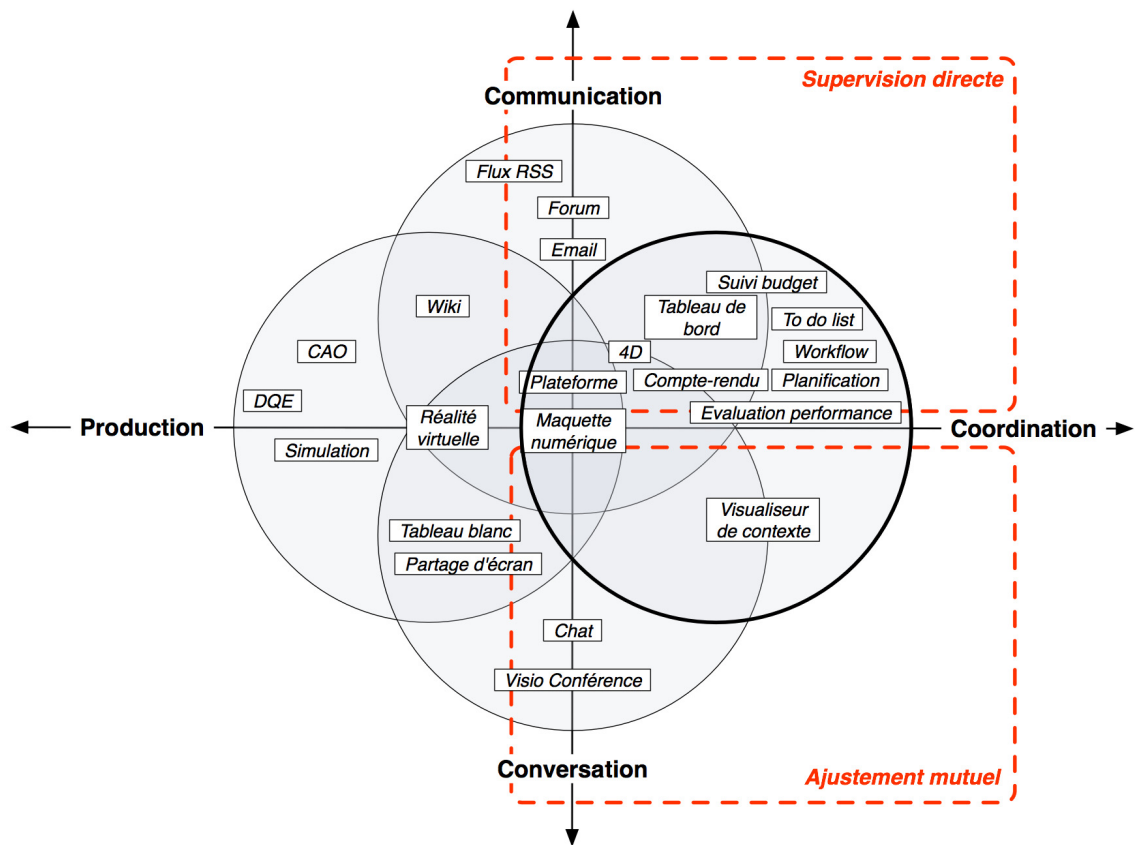 Supervision directe
Communication
Flux RSS
Forum
Email
Suivi budget
Wiki
Tableau de
bord
To do list
CAO
4D
Workflow
Plateforme
Compte-rendu
Planification
DQE
Réalité
virtuelle
Maquette
numérique
Evaluation performance
Production
Coordination
Simulation
Visualiseur
de contexte
Tableau blanc
Partage d'écran
Chat
Visio Conférence
Conversation
Ajustement mutuel